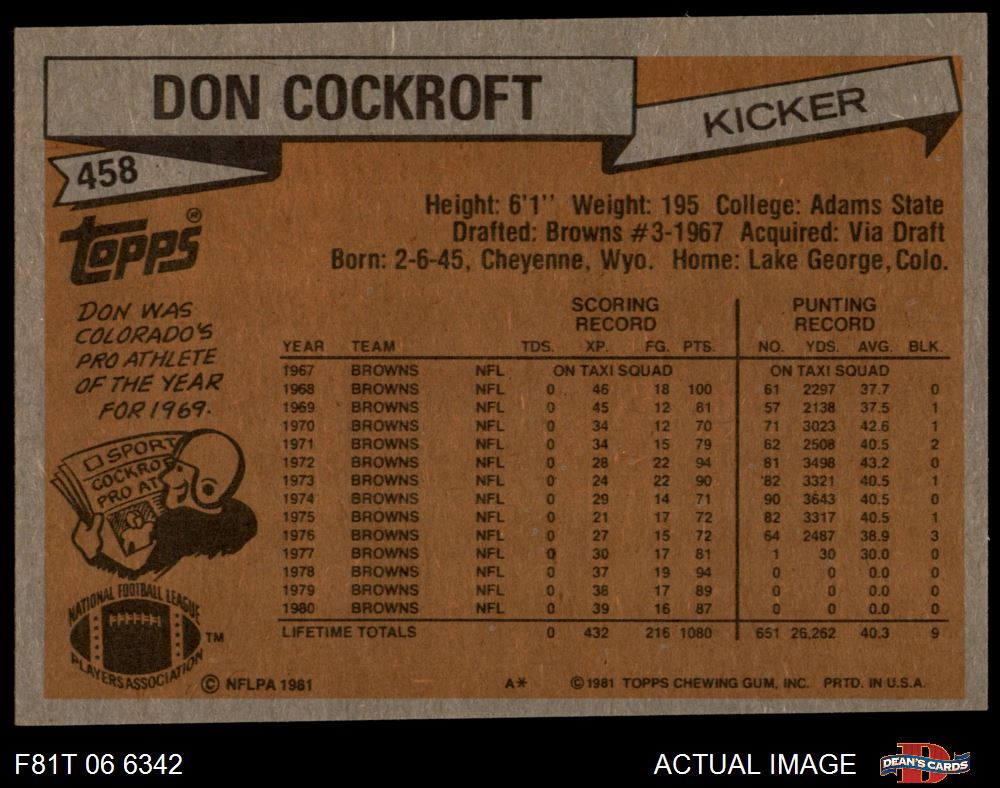 DON COCKROFT
KICKER
458
Topps®
Height: 6'1'' Weight: 195 College: Adams State
Drafted: Browns #3-1967 Acquired: Via Draft
Born: 2-6-45, Cheyenne, Wyo. Home: Lake George, Colo.
DON WAS
COLORADO'S
PRO ATHLETE
OF THE YEAR
FOR 1969.
SPORT
COCKRO
PRO AT
NATIONAL FOOTBALL LEAGUE
PLAYERS ASSOCIATION
TM
SCORING RECORD PUNTING RECORD
YEAR TEAM TDS. XP. FG. PTS. NO. YDS. AVG. BLK.
1967 BROWNS NFL ON TAXI SQUAD ON TAXI SQUAD
1968 BROWNS NFL 0 46 18 100 61 2297 37.7 0
1969 BROWNS NFL 0 45 12 81 57 2138 37.5 1
1970 BROWNS NFL 0 34 12 70 71 3023 42.6 1
1971 BROWNS NFL 0 34 15 79 62 2508 40.5 2
1972 BROWNS NFL 0 28 22 94 81 3498 43.2 0
1973 BROWNS NFL 0 24 22 90 82 3321 40.5 1
1974 BROWNS NFL 0 29 14 71 90 3643 40.5 0
1975 BROWNS NFL 0 21 17 72 82 3317 40.5 1
1976 BROWNS NFL 0 27 15 72 64 2487 38.9 3
1977 BROWNS NFL 0 30 17 81 1 30 30.0 0
1978 BROWNS NFL 0 37 19 94 0 0 0.0 0
1979 BROWNS NFL 0 38 17 89 0 0 0.0 0
1980 BROWNS NFL 0 39 16 87 0 0 0.0 0
LIFETIME TOTALS 0 432 216 1080 651 26,262 40.3 9
© NFLPA 1981 A* © 1981 TOPPS CHEWING GUM, INC. PRTD. IN U.S.A.
F81T 06 6342
ACTUAL IMAGE
D
DEAN'S CARDS